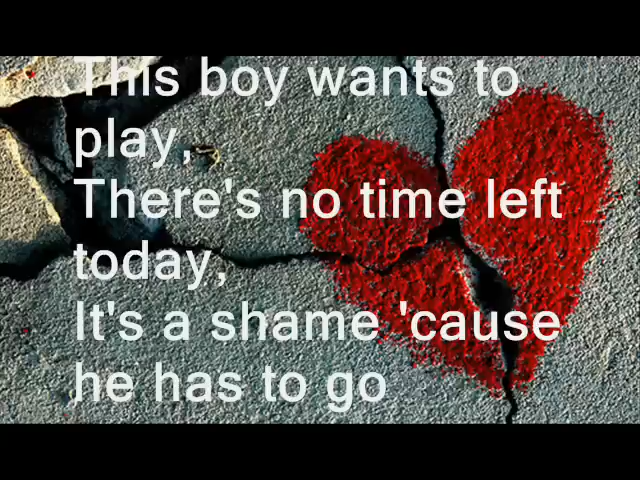 This boy wants to
play,
There's no time left
today,
It's a shame 'cause
he has to go